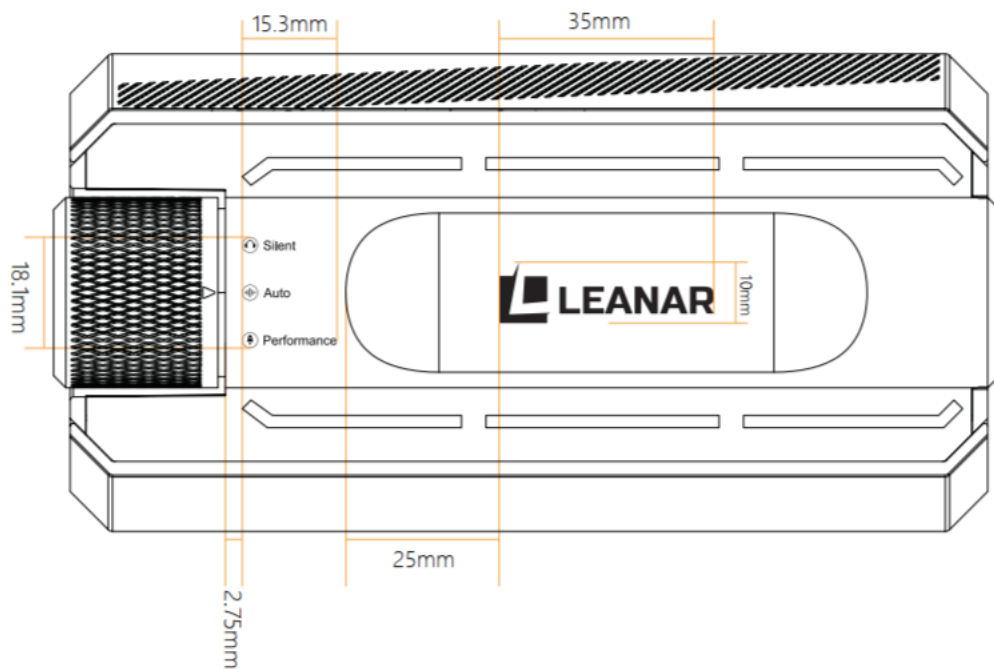 15.3mm
35mm
Silent
18.1mm
Auto
LEANAR
10mm
Performance
25mm
2.75mm